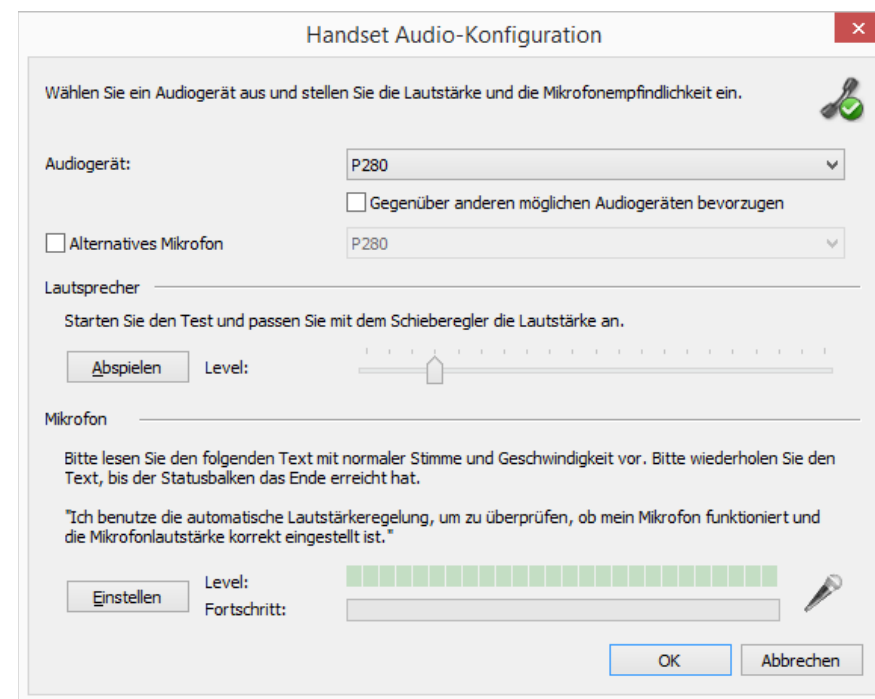 Handset Audio-Konfiguration
Wählen Sie ein Audiogerät aus und stellen Sie die Lautstärke und die Mikrofonempfindlichkeit ein.
Audiogerät:
P280
Gegenüber anderen möglichen Audiogeräten bevorzugen
Alternatives Mikrofon
P280
Lautsprecher
Starten Sie den Test und passen Sie mit dem Schieberegler die Lautstärke an.
Abspielen
Level:
Mikrofon
Bitte lesen Sie den folgenden Text mit normaler Stimme und Geschwindigkeit vor. Bitte wiederholen Sie den
Text, bis der Statusbalken das Ende erreicht hat.
"Ich benutze die automatische Lautstärkeregelung, um zu überprüfen, ob mein Mikrofon funktioniert und
die Mikrofonlautstärke korrekt eingestellt ist."
Einstellen
Level:
Fortschritt:
OK
Abbrechen